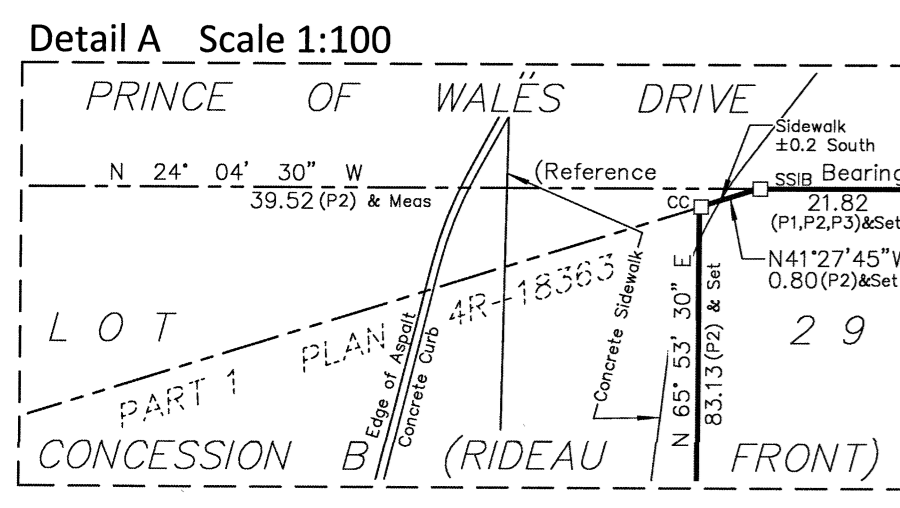 Detail A Scale 1:100
PRINCE OF WALES DRIVE
Sidewalk
±0.2 South
N 24° 04' 30" W
(Reference
SSIB Bearing
39.52 (P2) & Meas
CC
21.82
(P1,P2,P3)&Set
N41°27'45"W
0.80(P2)&Set
N 65° 53' 30" E
83.13 (P2) & Set
Concrete Sidewalk
LOT
29
PART 1 PLAN 4R-18363
Edge of Aspalt
Concrete Curb
CONCESSION B (RIDEAU FRONT)